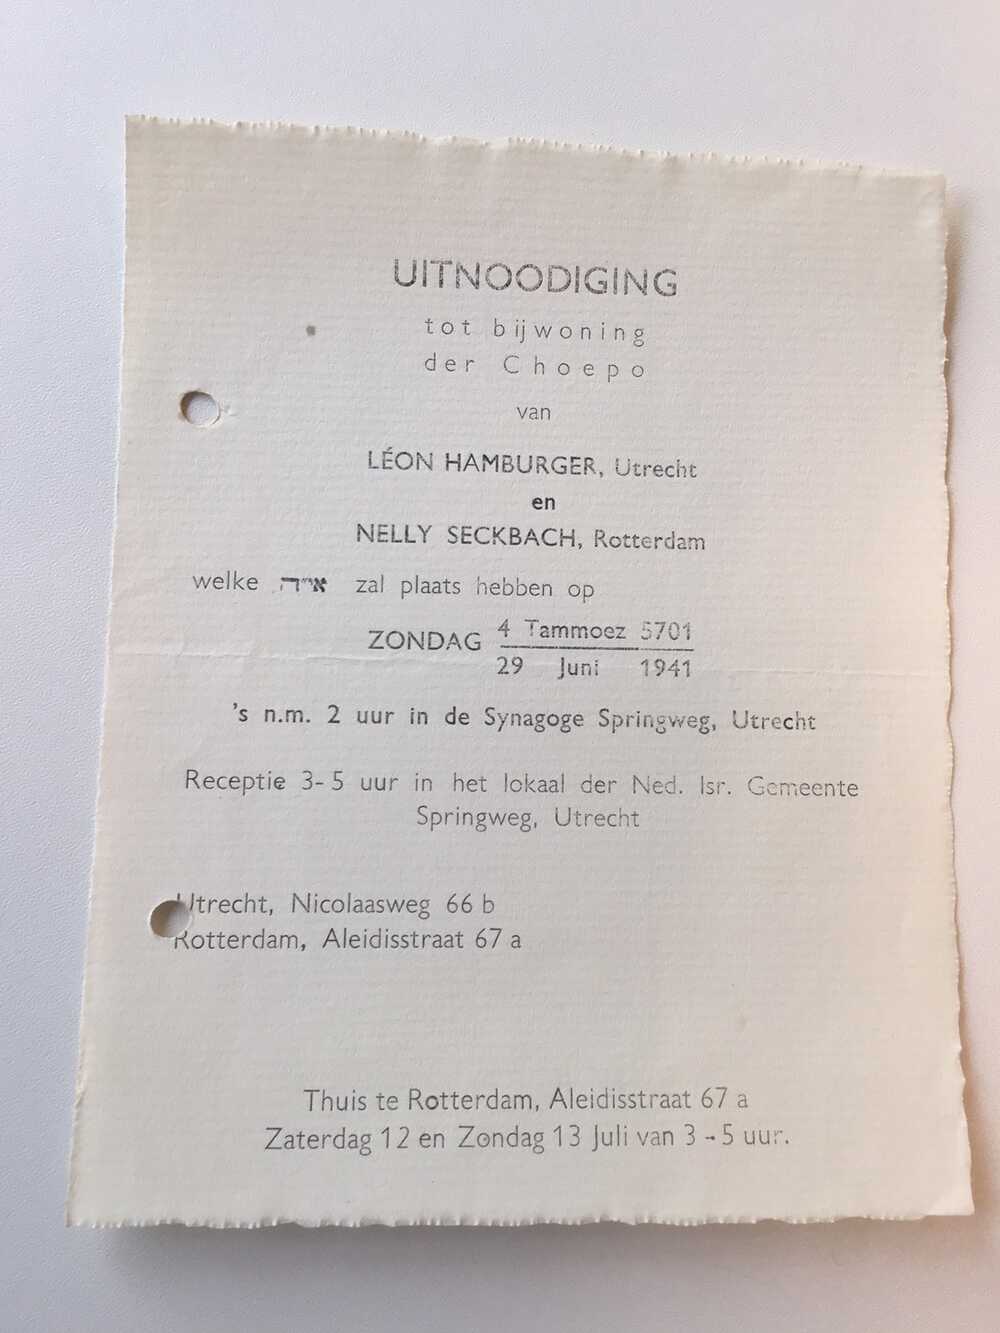 UITNOODIGING
tot bijwoning
der Choepo
van
LÉON HAMBURGER, Utrecht
en
NELLY SECKBACH, Rotterdam
welke אי״ה zal plaats hebben op
ZONDAG 4 Tammoez 5701
29 Juni 1941
's n.m. 2 uur in de Synagoge Springweg, Utrecht
Receptie 3-5 uur in het lokaal der Ned. Isr. Gemeente
Springweg, Utrecht
Utrecht, Nicolaasweg 66 b
Rotterdam, Aleidisstraat 67 a
Thuis te Rotterdam, Aleidisstraat 67 a
Zaterdag 12 en Zondag 13 Juli van 3-5 uur.